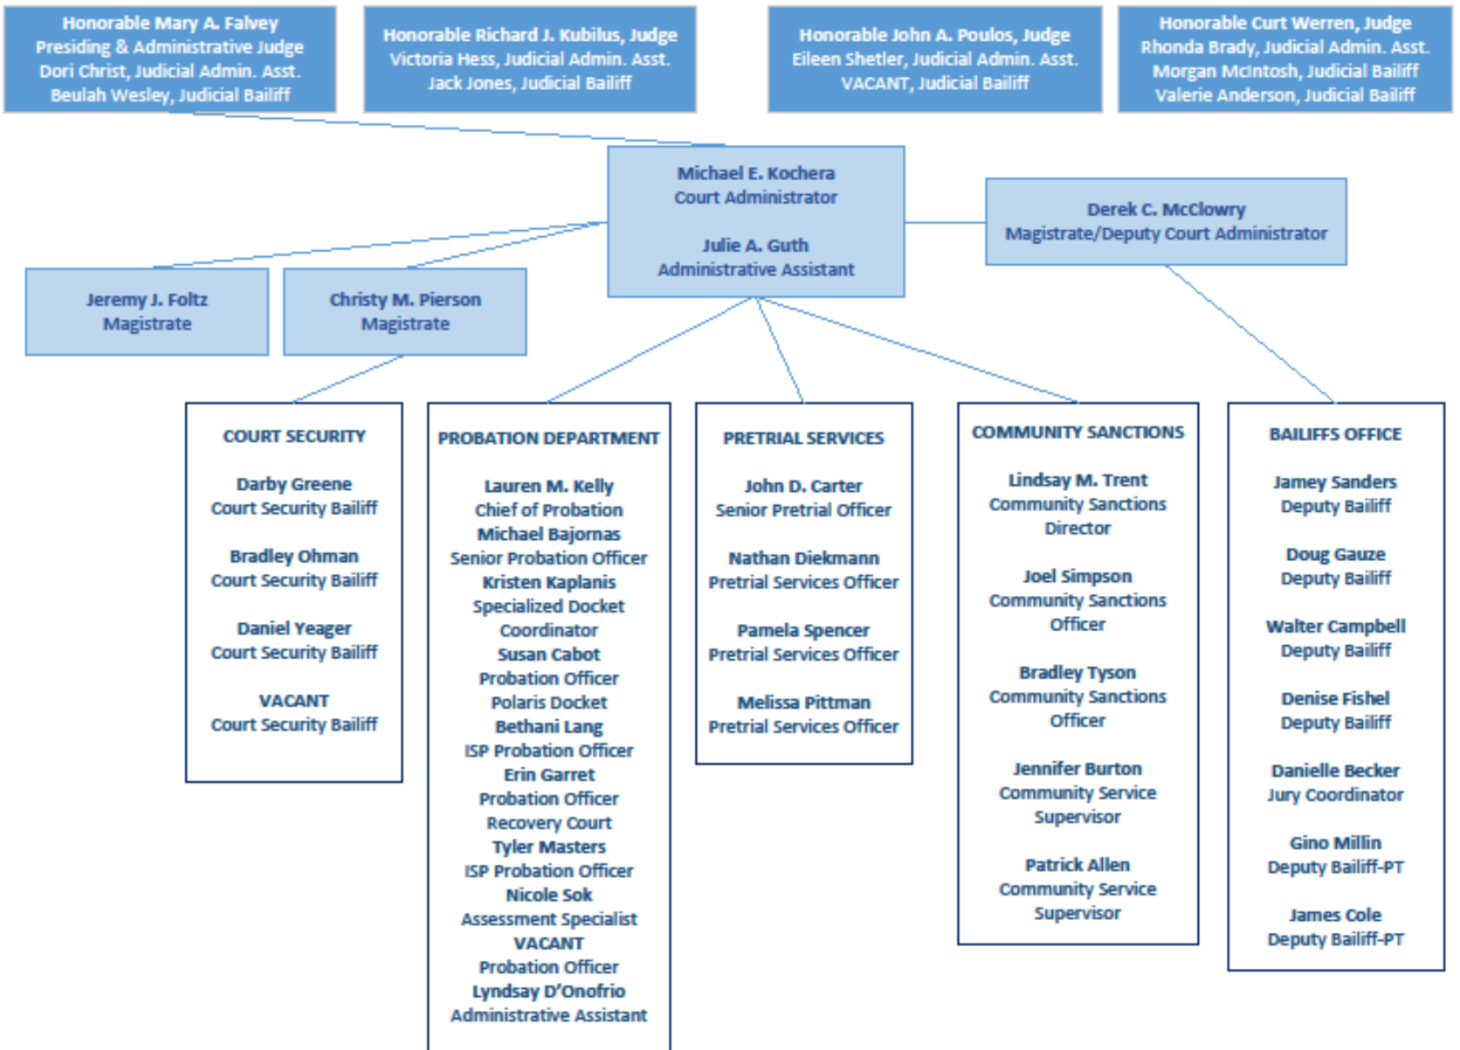 Honorable Mary A. Falvey
Presiding & Administrative Judge
Dori Christ, Judicial Admin. Asst.
Beulah Wesley, Judicial Bailiff
Honorable Richard J. Kubilus, Judge
Victoria Hess, Judicial Admin. Asst.
Jack Jones, Judicial Bailiff
Honorable John A. Poulos, Judge
Eileen Shetler, Judicial Admin. Asst.
VACANT, Judicial Bailiff
Honorable Curt Werren, Judge
Rhonda Brady, Judicial Admin. Asst.
Morgan McIntosh, Judicial Bailiff
Valerie Anderson, Judicial Bailiff
Michael E. Kochera
Court Administrator
Julie A. Guth
Administrative Assistant
Derek C. McClowry
Magistrate/Deputy Court Administrator
Jeremy J. Foltz
Magistrate
Christy M. Pierson
Magistrate
COURT SECURITY
Darby Greene
Court Security Bailiff
Bradley Ohman
Court Security Bailiff
Daniel Yeager
Court Security Bailiff
VACANT
Court Security Bailiff
PROBATION DEPARTMENT
Lauren M. Kelly
Chief of Probation
Michael Bajornas
Senior Probation Officer
Kristen Kaplanis
Specialized Docket
Coordinator
Susan Cabot
Probation Officer
Polaris Docket
Bethani Lang
ISP Probation Officer
Erin Garret
Probation Officer
Recovery Court
Tyler Masters
ISP Probation Officer
Nicole Sok
Assessment Specialist
VACANT
Probation Officer
Lyndsay D'Onofrio
Administrative Assistant
PRETRIAL SERVICES
John D. Carter
Senior Pretrial Officer
Nathan Diekmann
Pretrial Services Officer
Pamela Spencer
Pretrial Services Officer
Melissa Pittman
Pretrial Services Officer
COMMUNITY SANCTIONS
Lindsay M. Trent
Community Sanctions
Director
Joel Simpson
Community Sanctions
Officer
Bradley Tyson
Community Sanctions
Officer
Jennifer Burton
Community Service
Supervisor
Patrick Allen
Community Service
Supervisor
BAILIFFS OFFICE
Jamey Sanders
Deputy Bailiff
Doug Gauze
Deputy Bailiff
Walter Campbell
Deputy Bailiff
Denise Fishel
Deputy Bailiff
Danielle Becker
Jury Coordinator
Gino Millin
Deputy Bailiff-PT
James Cole
Deputy Bailiff-PT